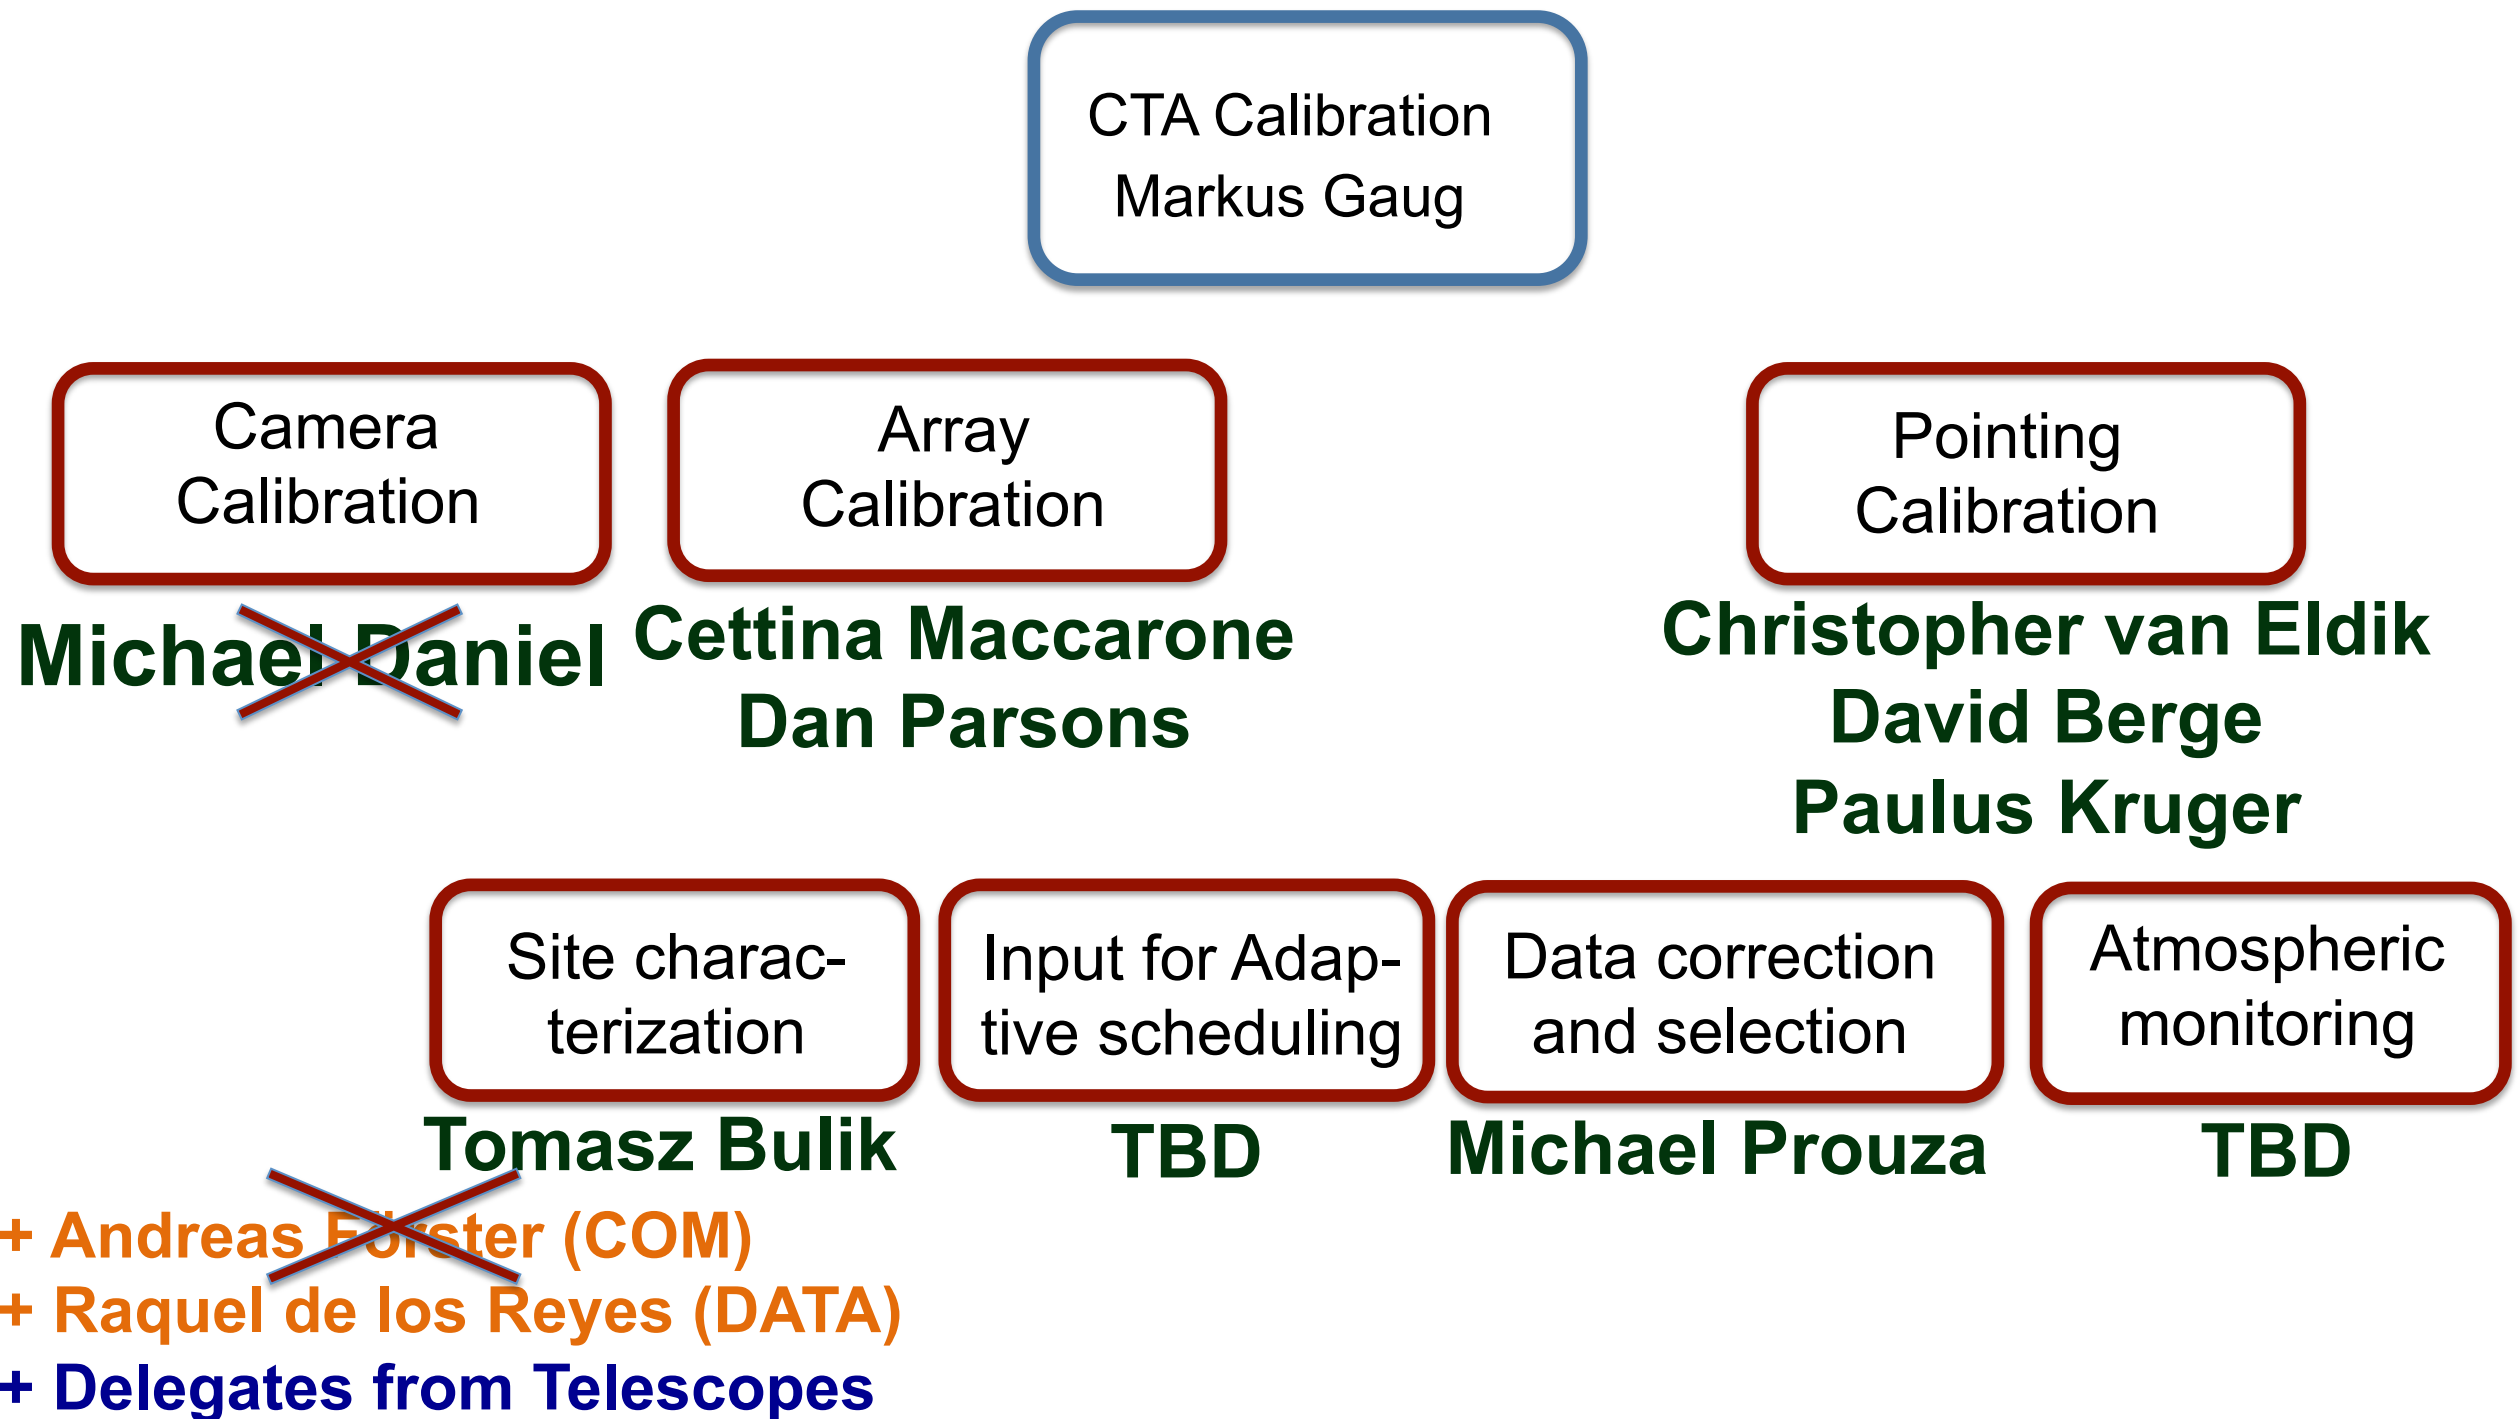 CTA Calibration
Markus Gaug
Camera
Calibration
Michael Daniel
Array
Calibration
Cettina Maccarone
Dan Parsons
Pointing
Calibration
Christopher van Eldik
David Berge
Paulus Kruger
Site charac-
terization
Tomasz Bulik
Input for Adap-
tive scheduling
TBD
Data correction
and selection
Michael Prouza
Atmospheric
monitoring
TBD
+ Andreas Förster (COM)
+ Raquel de los Reyes (DATA)
+ Delegates from Telescopes